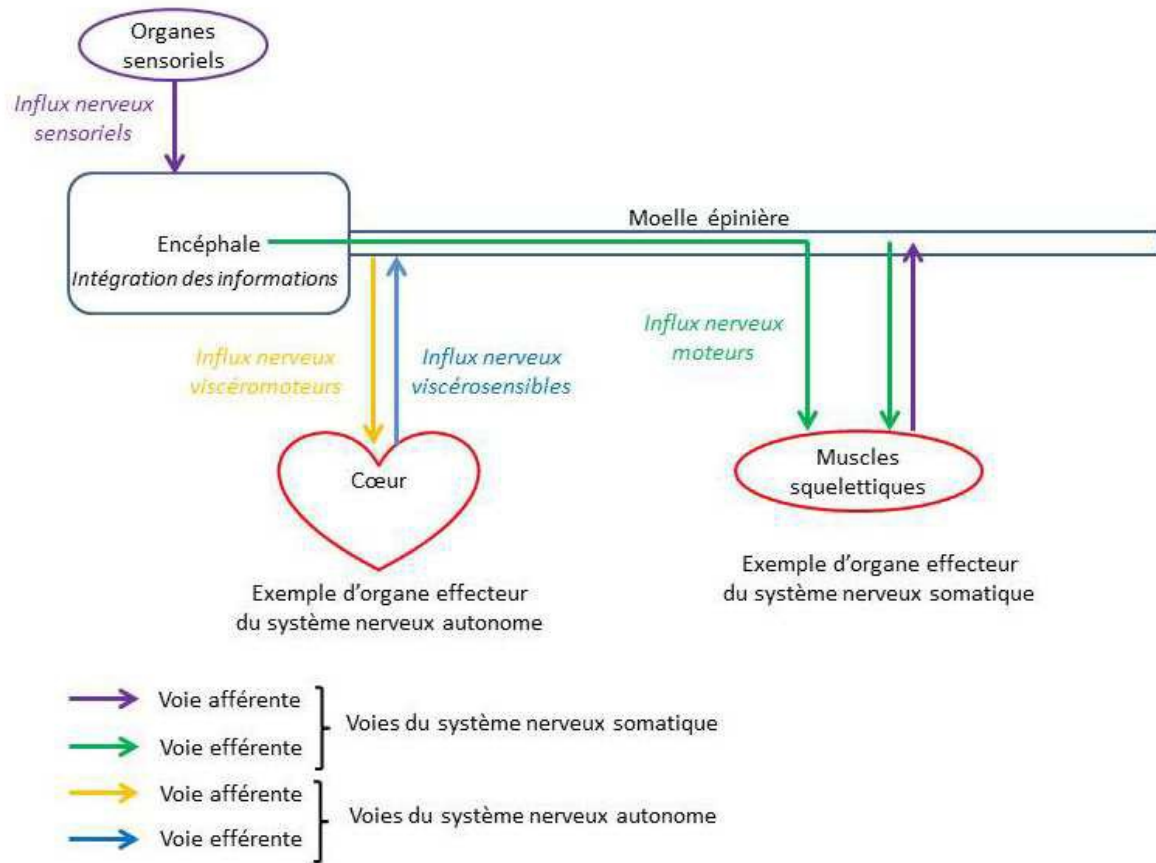 Organes
sensoriels
Influx nerveux
sensoriels
Moelle épinière
Encéphale
Intégration des informations
Influx nerveux
viscéromoteurs
Influx nerveux
viscérosensibles
Influx nerveux
moteurs
Cœur
Muscles
squelettiques
Exemple d'organe effecteur
du système nerveux autonome
Exemple d'organe effecteur
du système nerveux somatique
Voie afférente
Voie efférente
Voies du système nerveux somatique
Voie afférente
Voie efférente
Voies du système nerveux autonome